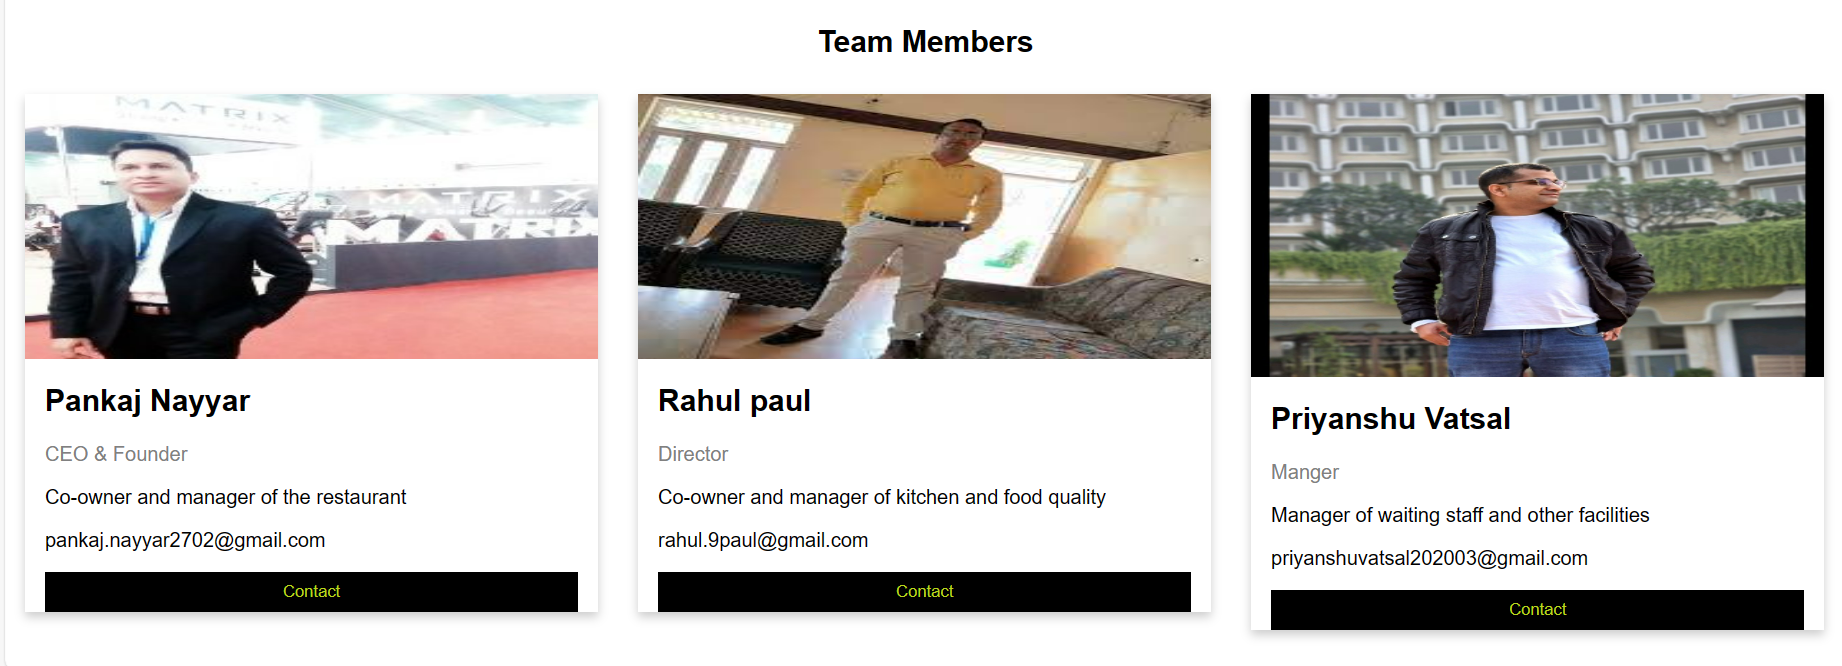 Team Members
MATRIX
MATRIX
MATRIX
Pankaj Nayyar
CEO & Founder
Co-owner and manager of the restaurant
pankaj.nayyar2702@gmail.com
Contact
Rahul paul
Director
Co-owner and manager of kitchen and food quality
rahul.9paul@gmail.com
Contact
Priyanshu Vatsal
Manger
Manager of waiting staff and other facilities
priyanshuvatsal202003@gmail.com
Contact